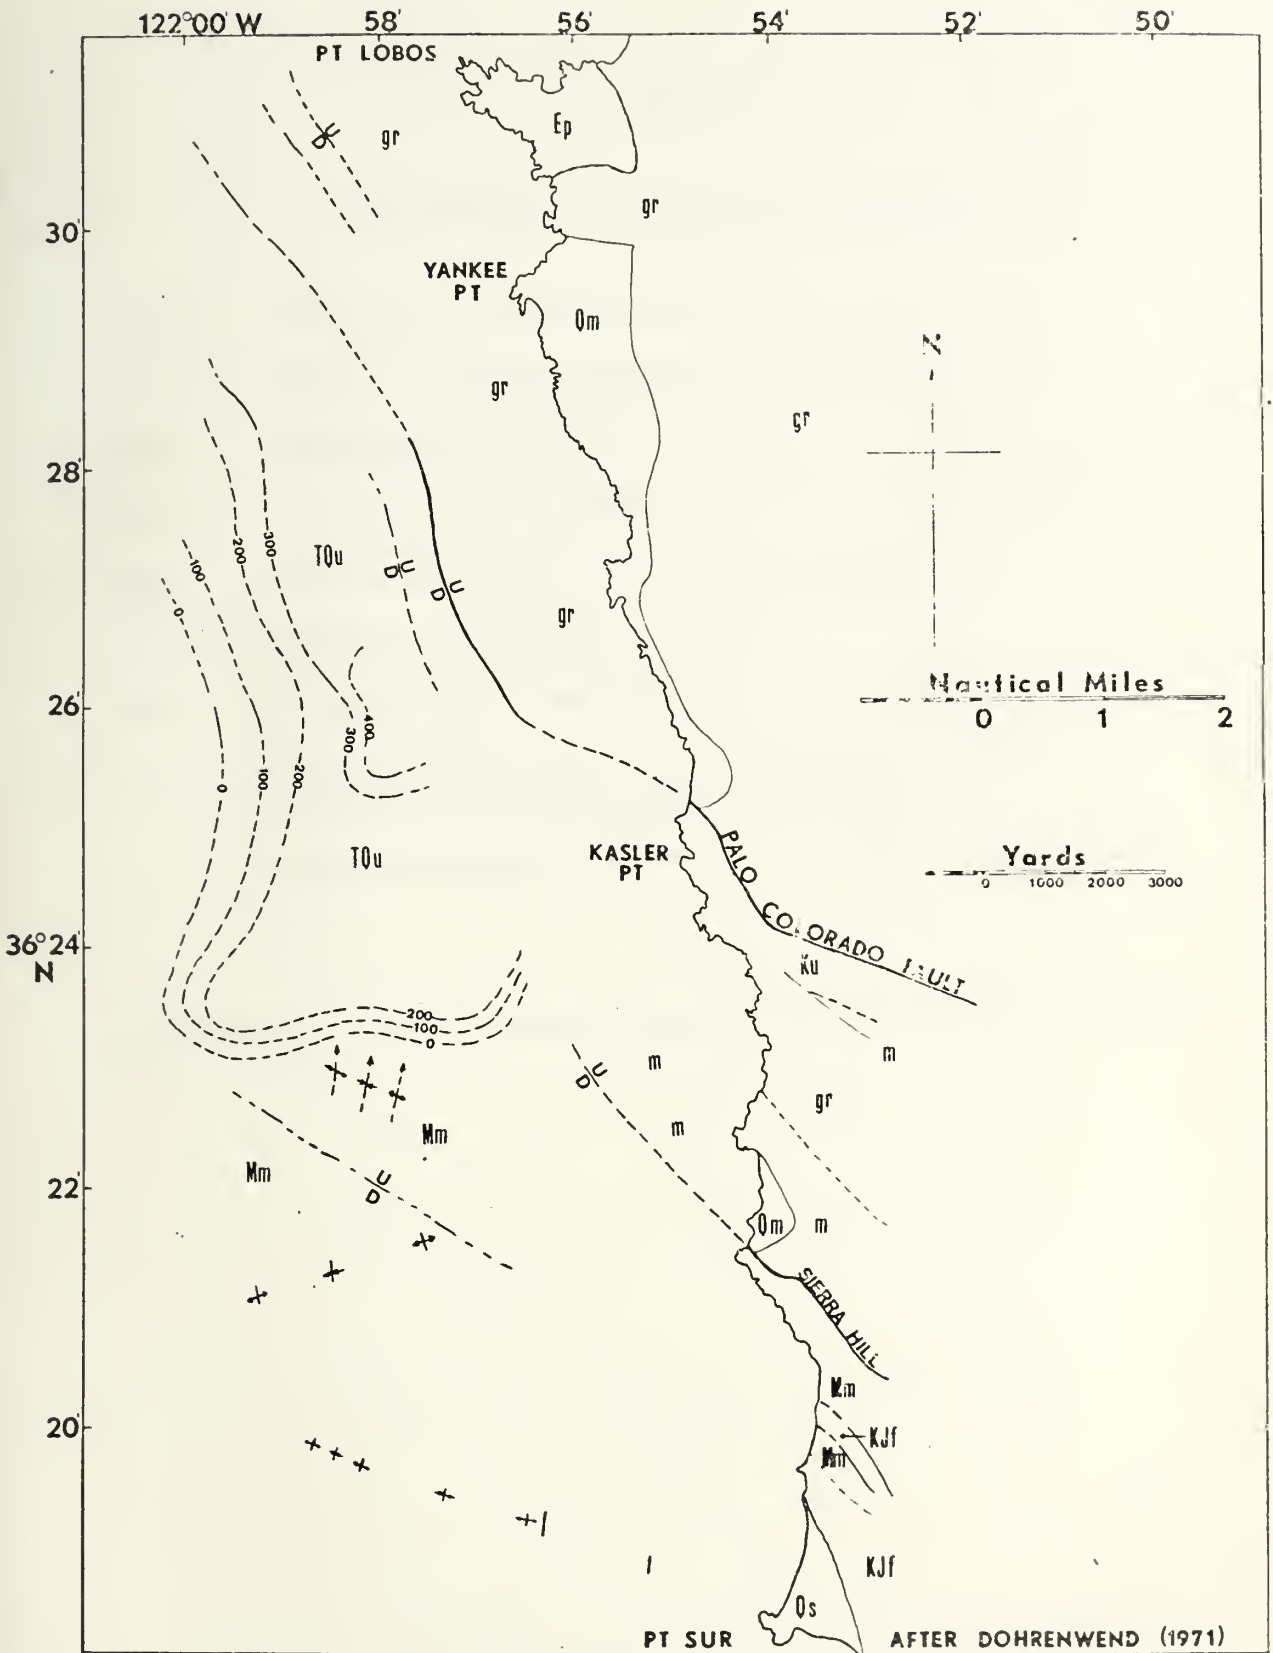 122°00' W 58' 56' 54' 52' 50'
PT LOBOS
Ep
U
D
gr
gr
30'
YANKEE
PT
Qm
N
gr
gr
28'
200
300
TQu
100
U
D
U
D
0
gr
Nautical Miles
26'
0 1 2
400
300
200
100
0
PALO COLORADO FAULT
KASLER
PT
TQu
Yards
0 1000 2000 3000
36°24'
N
Ku
200
100
0
m
m
U
D
gr
m
Mm
Mm
22'
U
D
Qm
m
SIERRA HILL
Mm
20'
KJf
Mm
KJf
Qs
PT SUR
AFTER DOHRENWEND (1971)